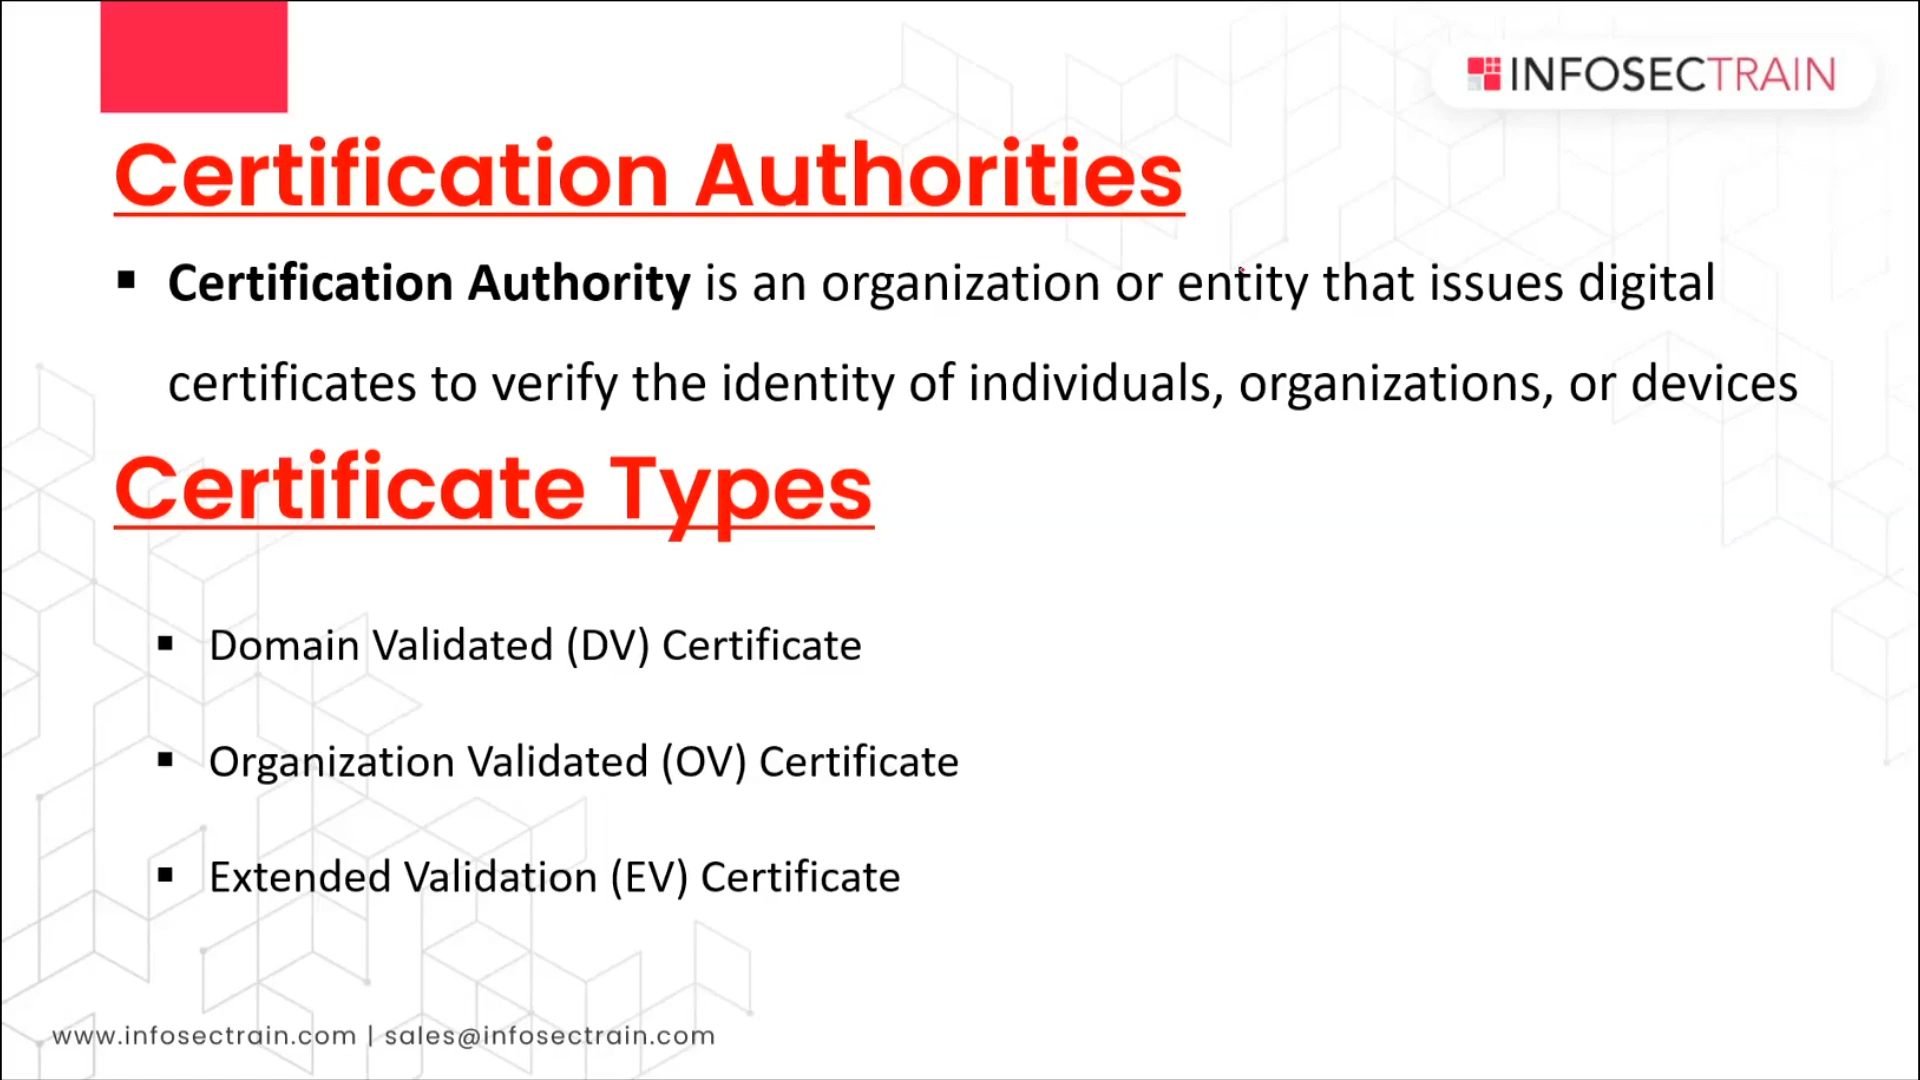 INFOSECTRAIN
Certification Authorities
▪ Certification Authority is an organization or entity that issues digital
certificates to verify the identity of individuals, organizations, or devices
Certificate Types
▪ Domain Validated (DV) Certificate
▪ Organization Validated (OV) Certificate
▪ Extended Validation (EV) Certificate
www.infosectrain.com | sales@infosectrain.com